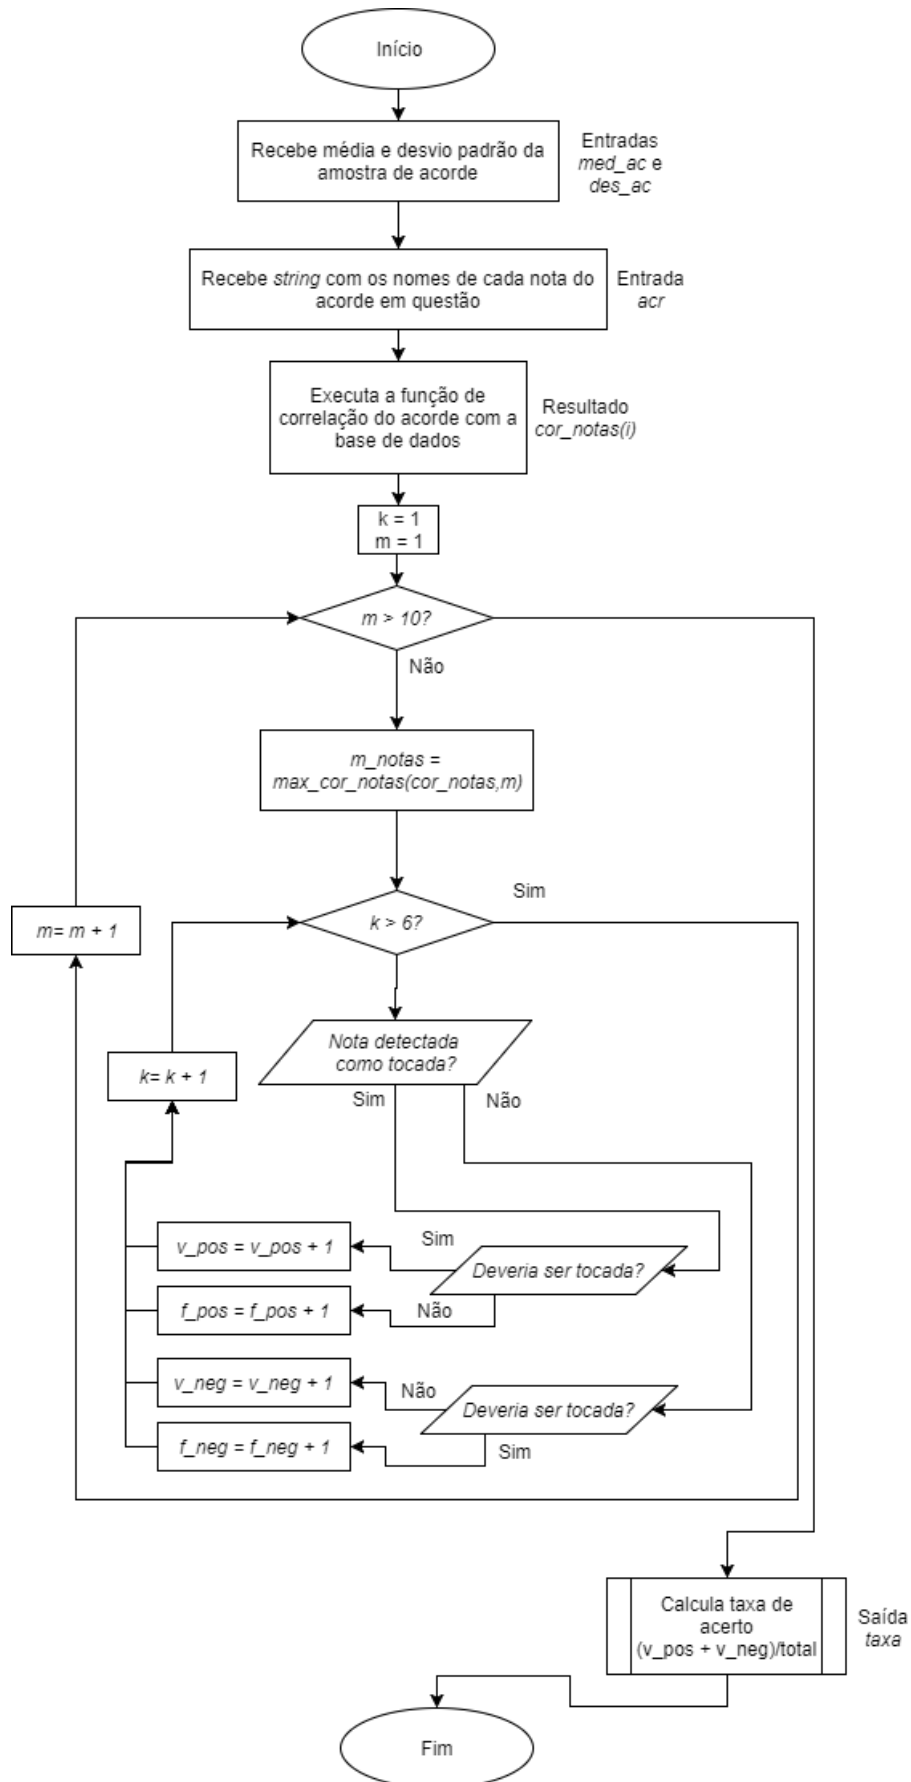 Início
Recebe média e desvio padrão da
amostra de acorde
Entradas
med_ac e
des_ac
Recebe string com os nomes de cada nota do
acorde em questão
Entrada
acr
Executa a função de
correlação do acorde com a
base de dados
Resultado
cor_notas(i)
k = 1
m = 1
m > 10?
Não
m_notas =
max_cor_notas(cor_notas,m)
Sim
k > 6?
m= m + 1
Nota detectada
como tocada?
k= k + 1
Sim
Não
Sim
v_pos = v_pos + 1
Deveria ser tocada?
f_pos = f_pos + 1
Não
v_neg = v_neg + 1
Não
Deveria ser tocada?
f_neg = f_neg + 1
Sim
Calcula taxa de
acerto
(v_pos + v_neg)/total
Saída
taxa
Fim